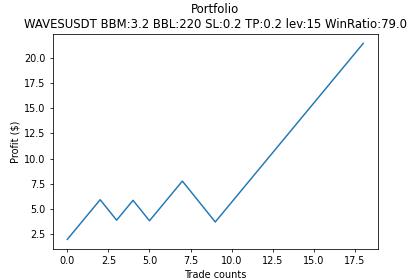 Portfolio
WAVESUSDT BBM:3.2 BBL:220 SL:0.2 TP:0.2 lev:15 WinRatio:79.0
20.0
17.5
15.0
12.5
10.0
7.5
5.0
2.5
Profit ($)
0.0 2.5 5.0 7.5 10.0 12.5 15.0 17.5
Trade counts